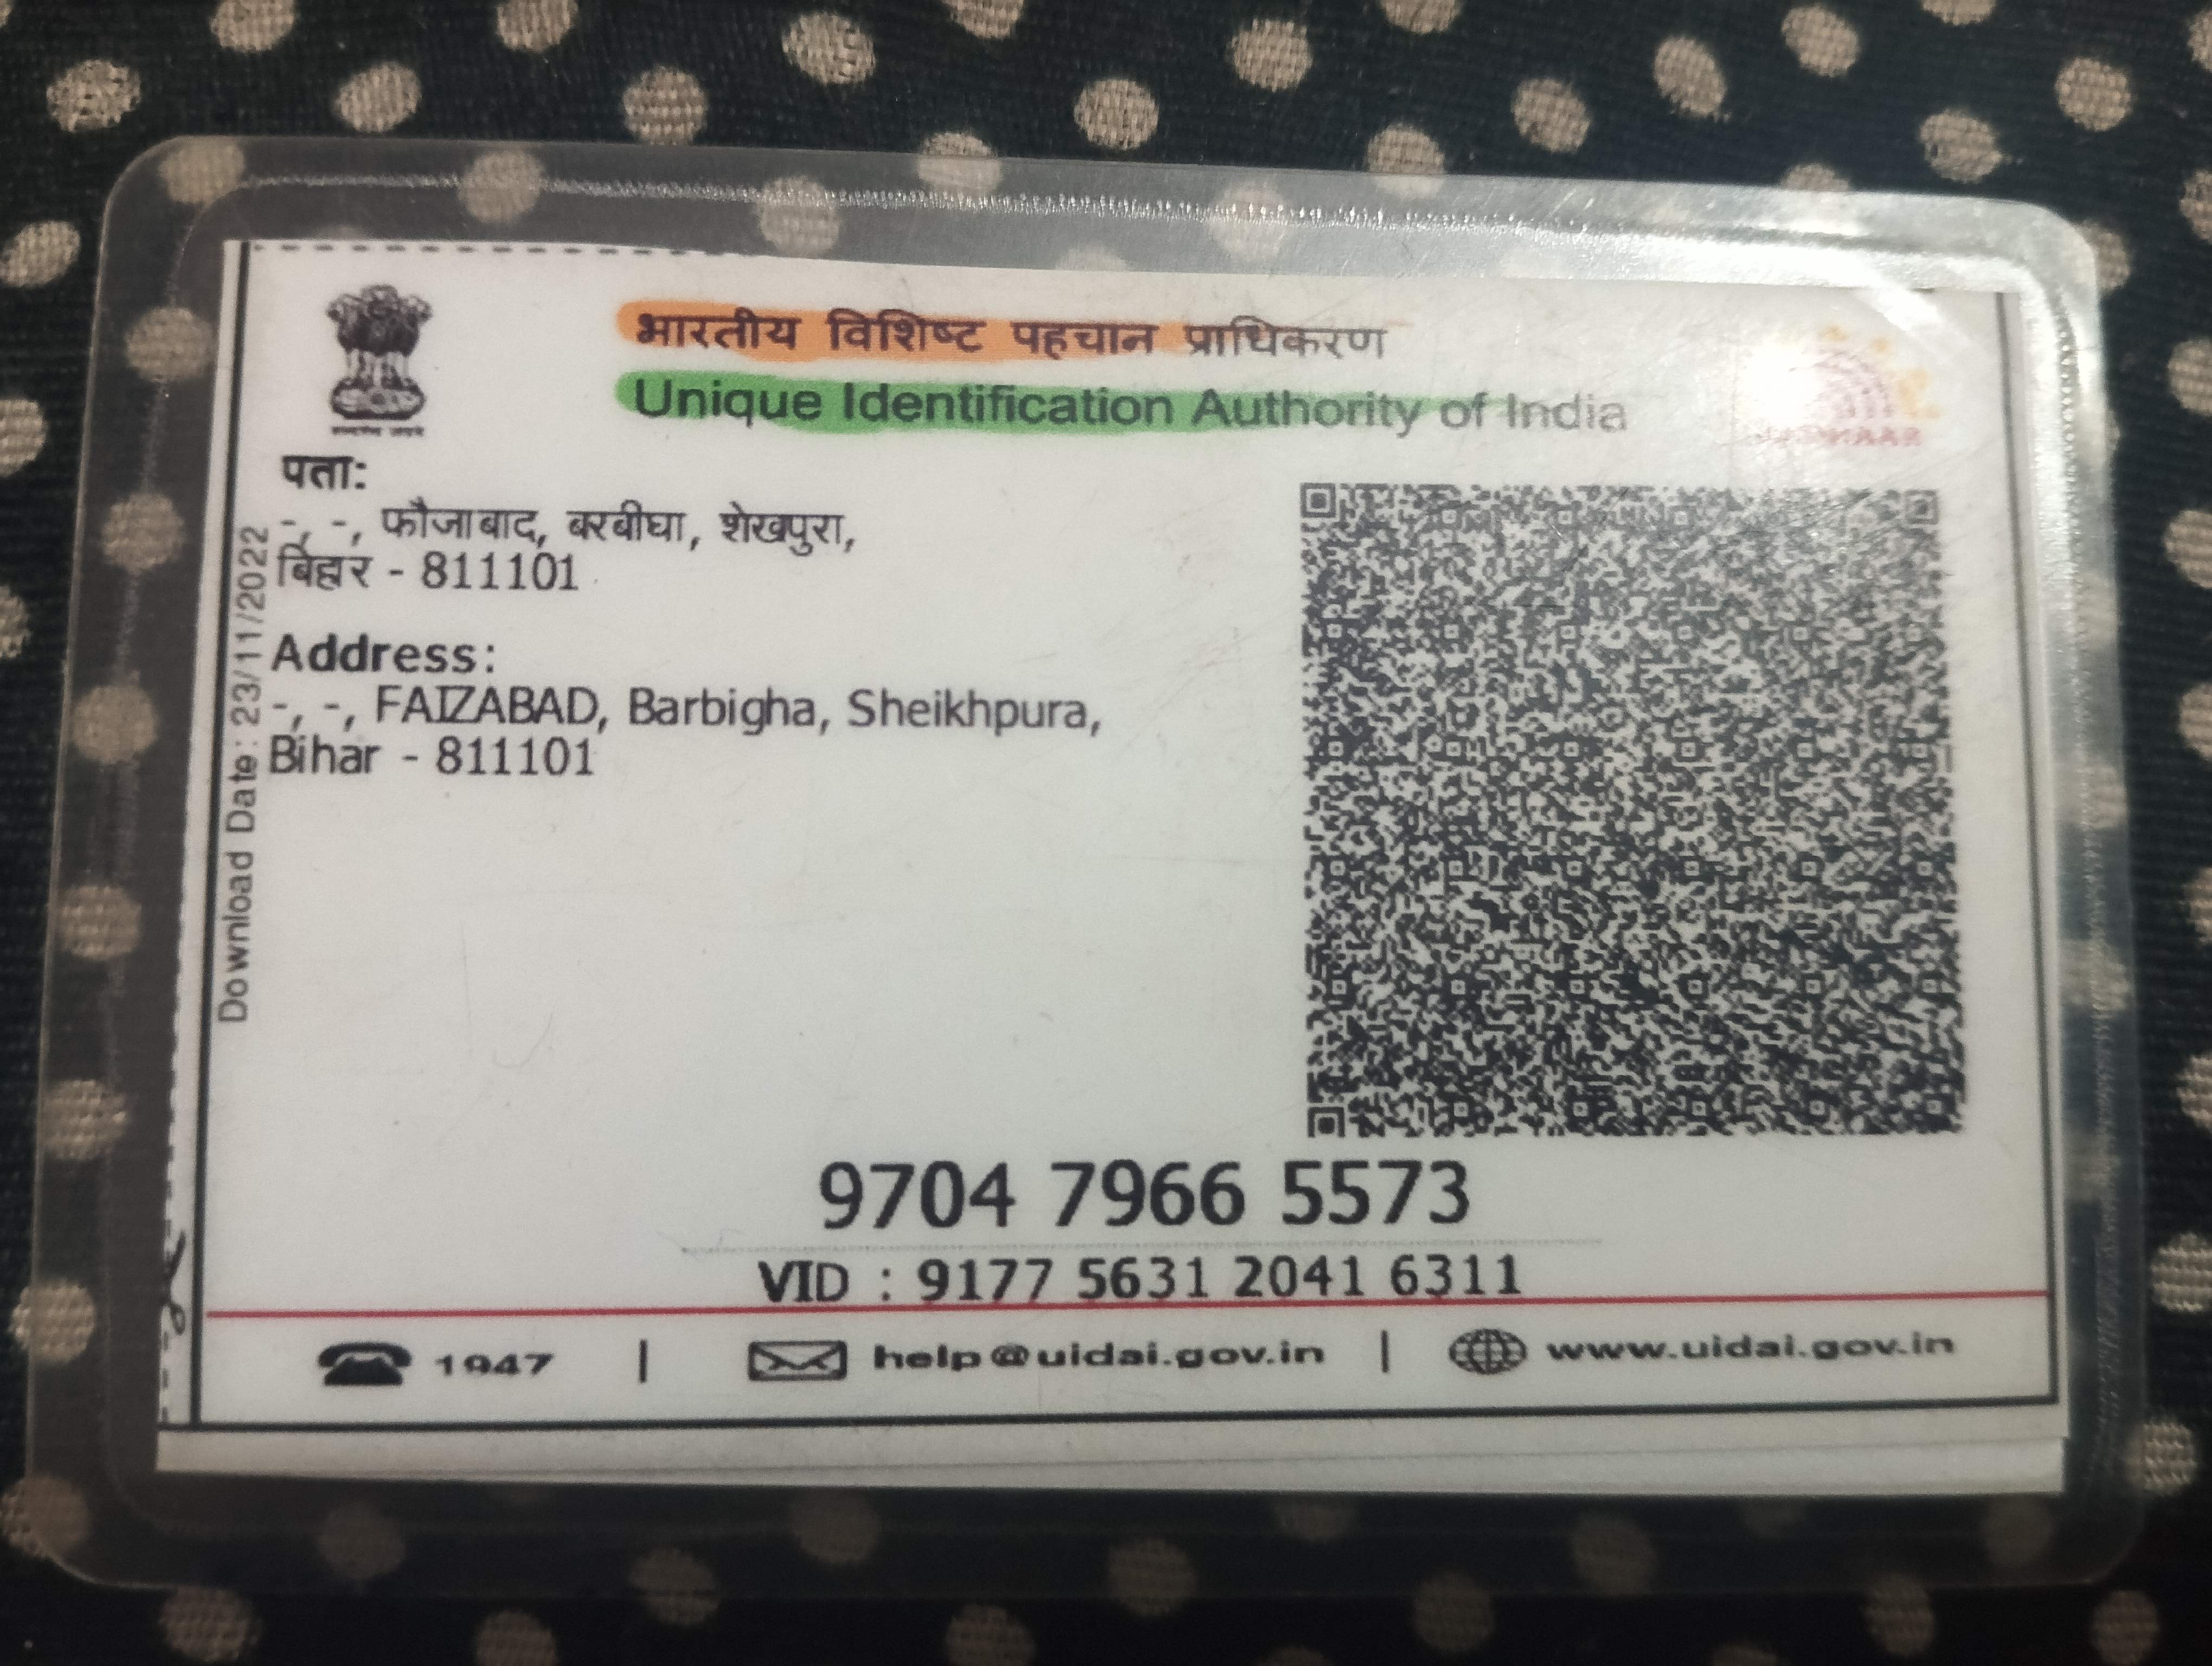 भारतीय विशिष्ट पहचान प्राधिकरण
Unique Identification Authority of India
पता:
-, -, फौजाबाद, बरबीघा, शेखपुरा,
बिहार - 811101
Address:
-, -, FAIZABAD, Barbigha, Sheikhpura,
Bihar - 811101
Download Date: 23/11/2022
9704 7966 5573
VID : 9177 5631 2041 6311
1947 | help@uidai.gov.in | www.uidai.gov.in